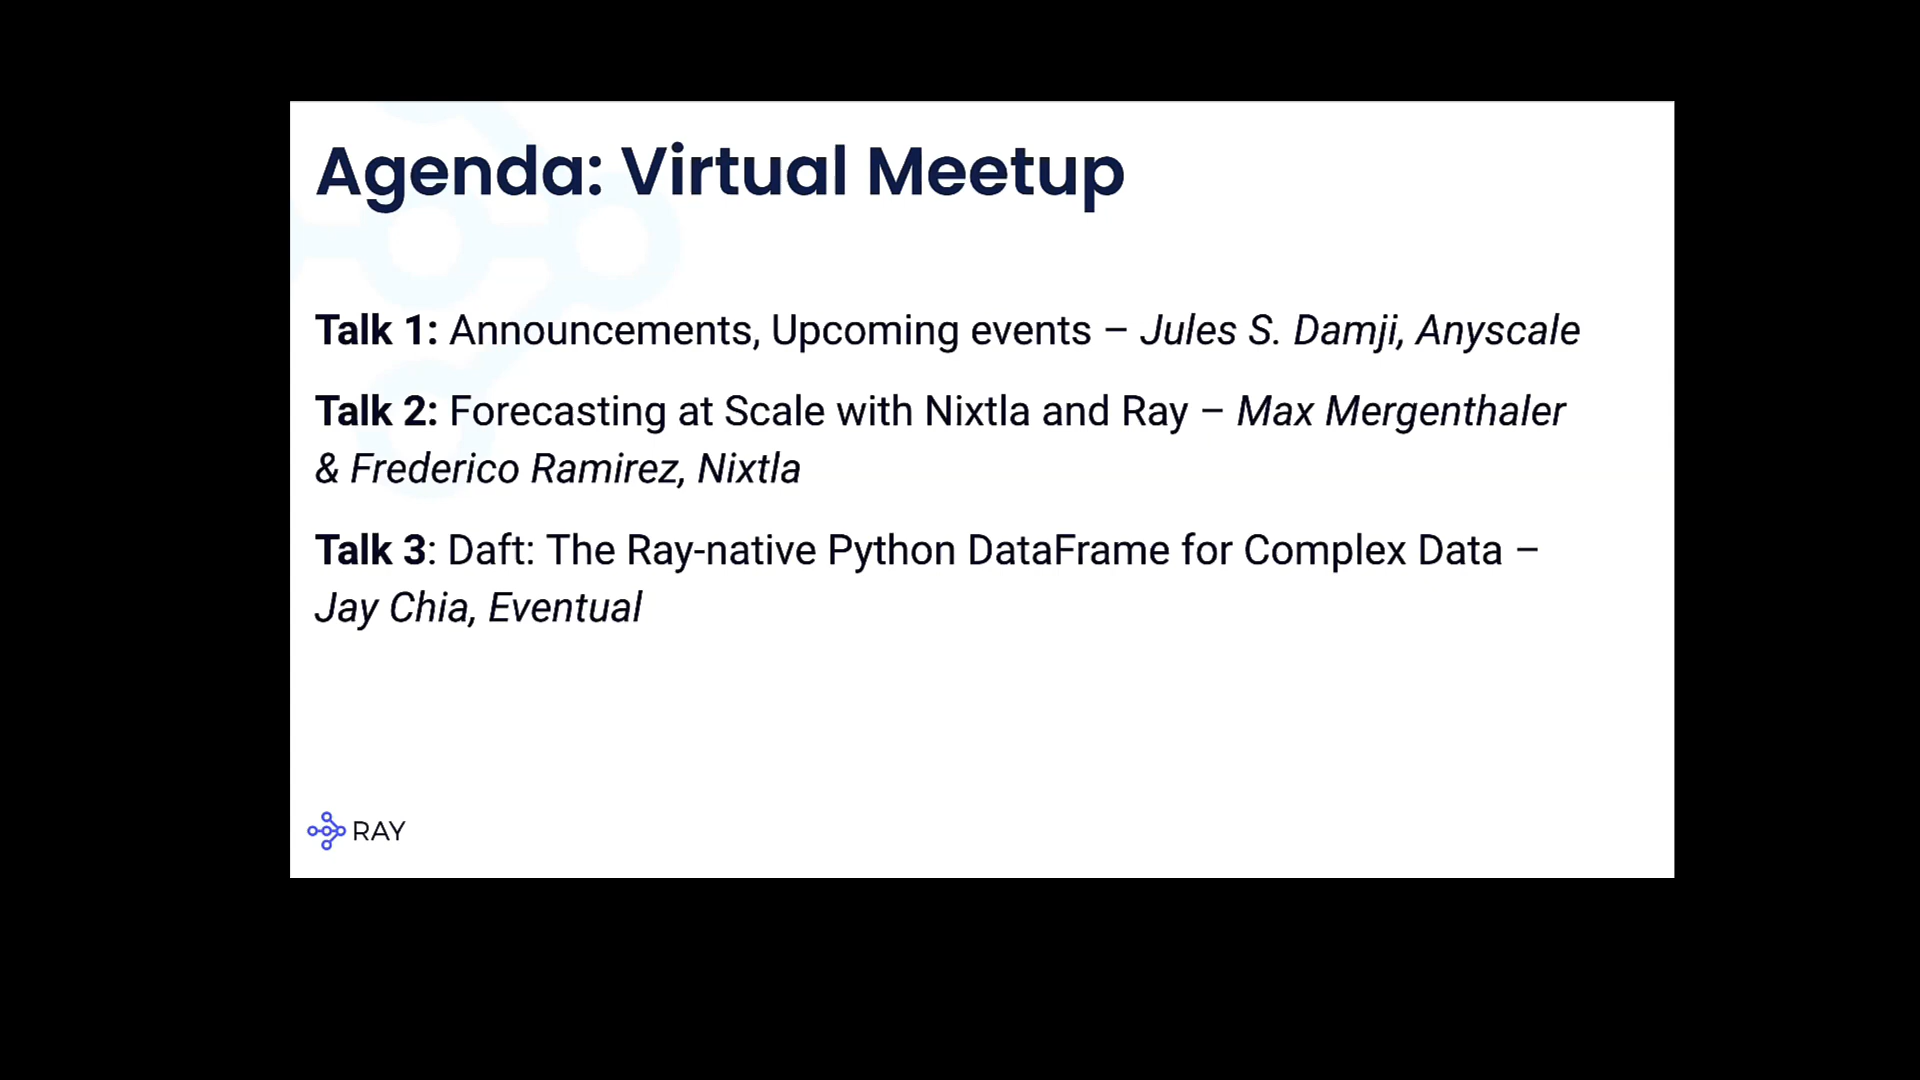 Agenda: Virtual Meetup
Talk 1: Announcements, Upcoming events – Jules S. Damji, Anyscale
Talk 2: Forecasting at Scale with Nixtla and Ray – Max Mergenthaler
& Frederico Ramirez, Nixtla
Talk 3: Daft: The Ray-native Python DataFrame for Complex Data –
Jay Chia, Eventual
RAY